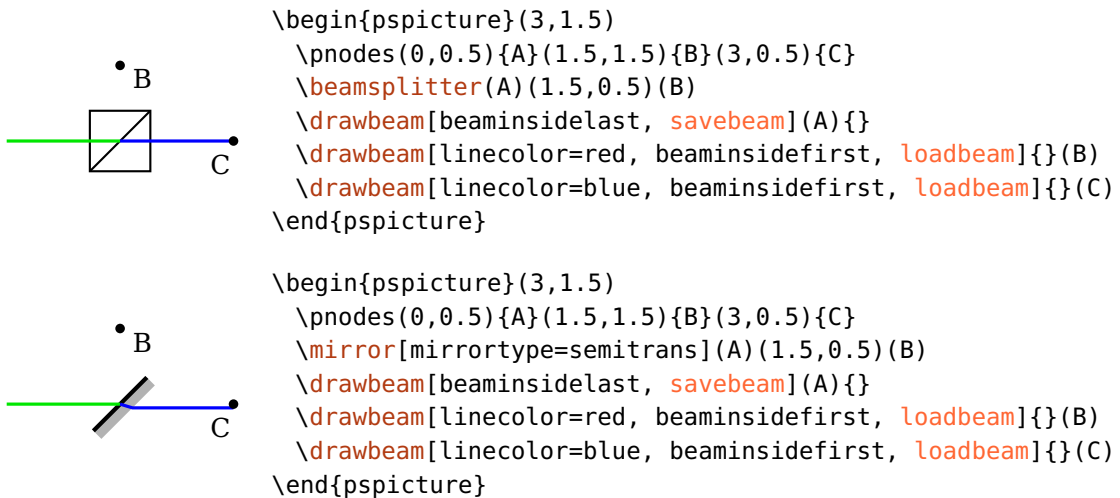 B
C
\begin{pspicture}(3,1.5)
\pnodes(0,0.5){A}(1.5,1.5){B}(3,0.5){C}
\beamsplitter(A)(1.5,0.5)(B)
\drawbeam[beaminsidelast, savebeam](A){}
\drawbeam[linecolor=red, beaminsidefirst, loadbeam]{}(B)
\drawbeam[linecolor=blue, beaminsidefirst, loadbeam]{}(C)
\end{pspicture}
B
C
\begin{pspicture}(3,1.5)
\pnodes(0,0.5){A}(1.5,1.5){B}(3,0.5){C}
\mirror[mirrortype=semitrans](A)(1.5,0.5)(B)
\drawbeam[beaminsidelast, savebeam](A){}
\drawbeam[linecolor=red, beaminsidefirst, loadbeam]{}(B)
\drawbeam[linecolor=blue, beaminsidefirst, loadbeam]{}(C)
\end{pspicture}